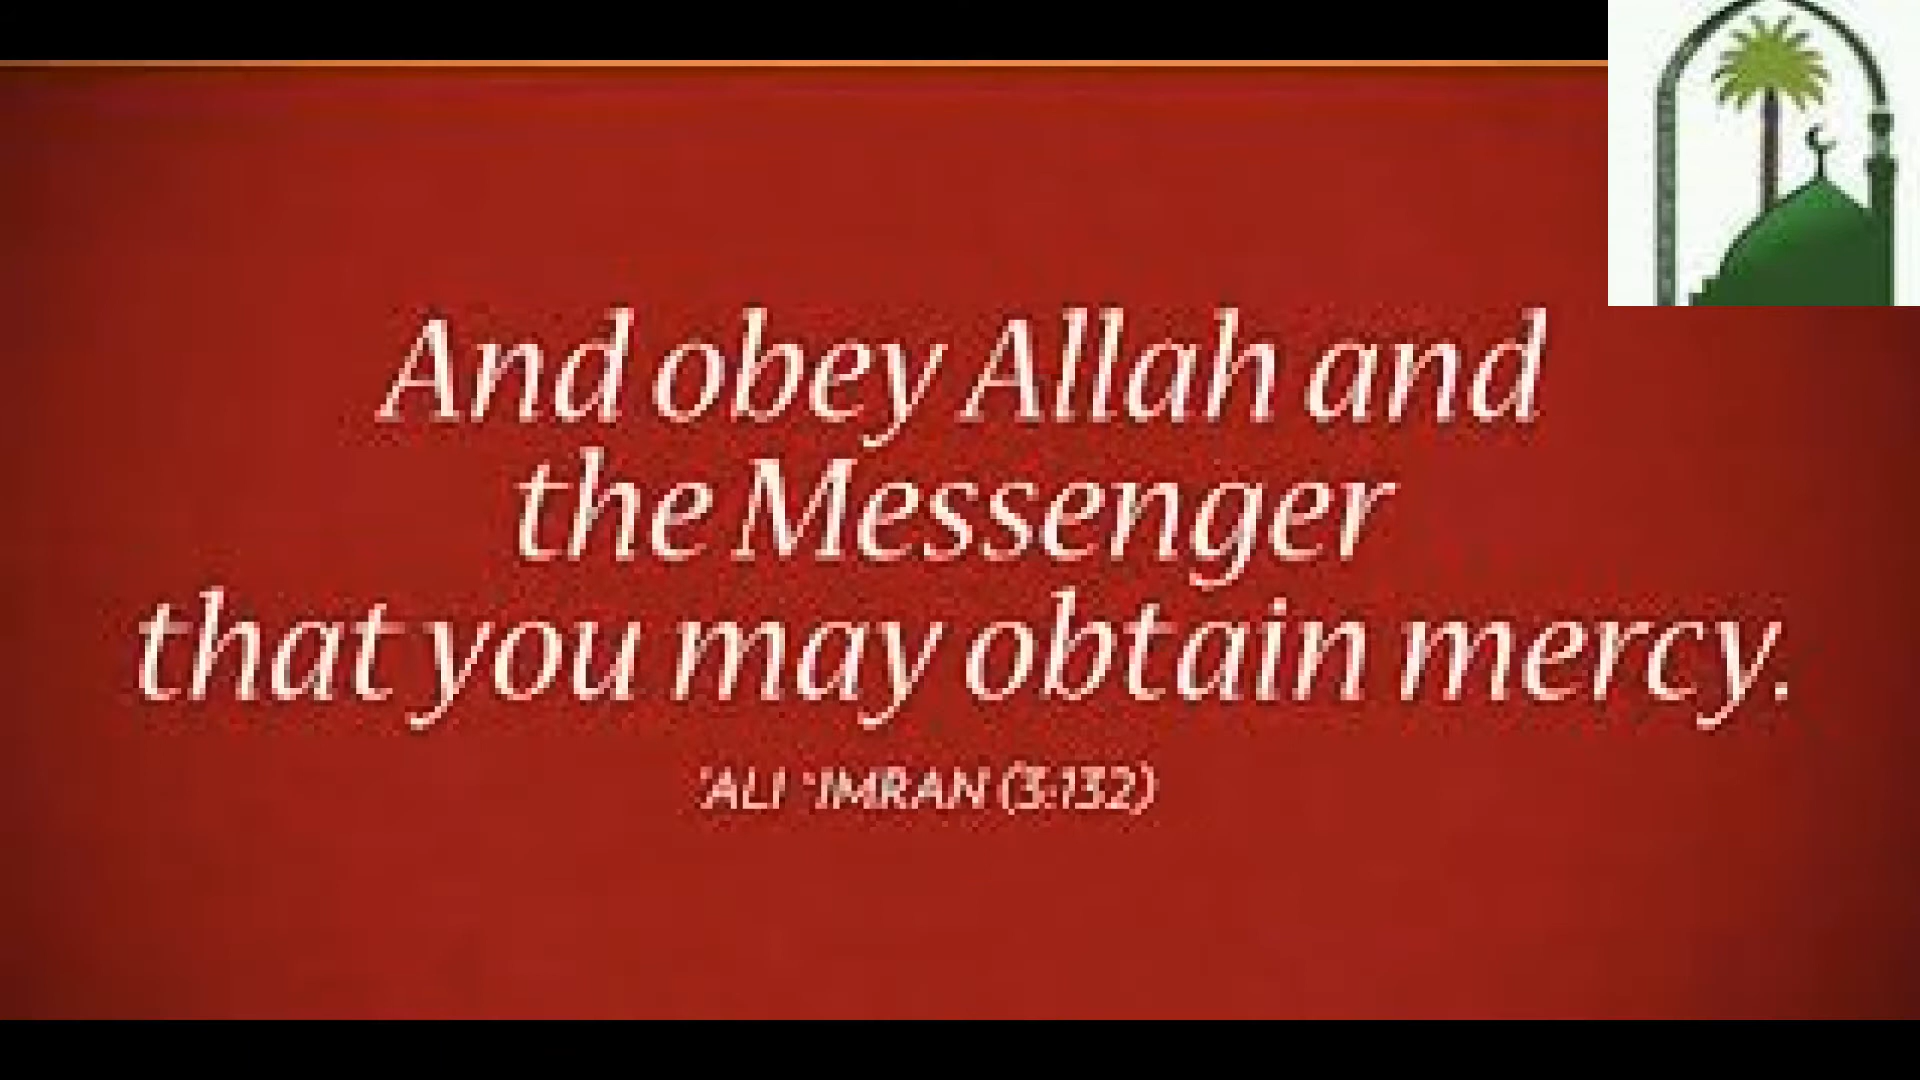 And obey Allah and
the Messenger
that you may obtain mercy.
'ALI 'IMRAN (3:132)